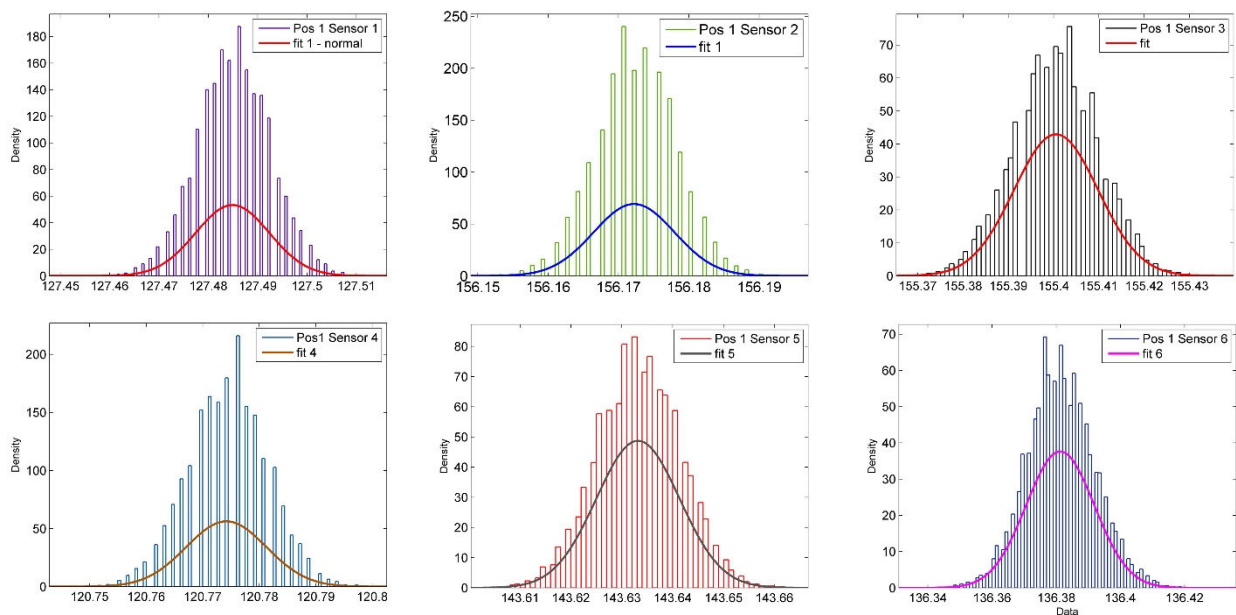 Pos 1 Sensor 1
fit 1 - normal
180
160
140
120
100
80
60
40
20
0
Density
127.45 127.46 127.47 127.48 127.49 127.5 127.51
Pos 1 Sensor 2
fit 1
250
200
150
100
50
0
Density
156.15 156.16 156.17 156.18 156.19
Pos 1 Sensor 3
fit
70
60
50
40
30
20
10
0
Density
155.37 155.38 155.39 155.4 155.41 155.42 155.43
Pos1 Sensor 4
fit 4
200
150
100
50
0
Density
120.75 120.76 120.77 120.78 120.79 120.8
Pos 1 Sensor 5
fit 5
80
70
60
50
40
30
20
10
0
Density
143.61 143.62 143.63 143.64 143.65 143.66
Pos 1 Sensor 6
fit 6
70
60
50
40
30
20
10
0
Density
136.34 136.36 136.38 136.4 136.42
Data